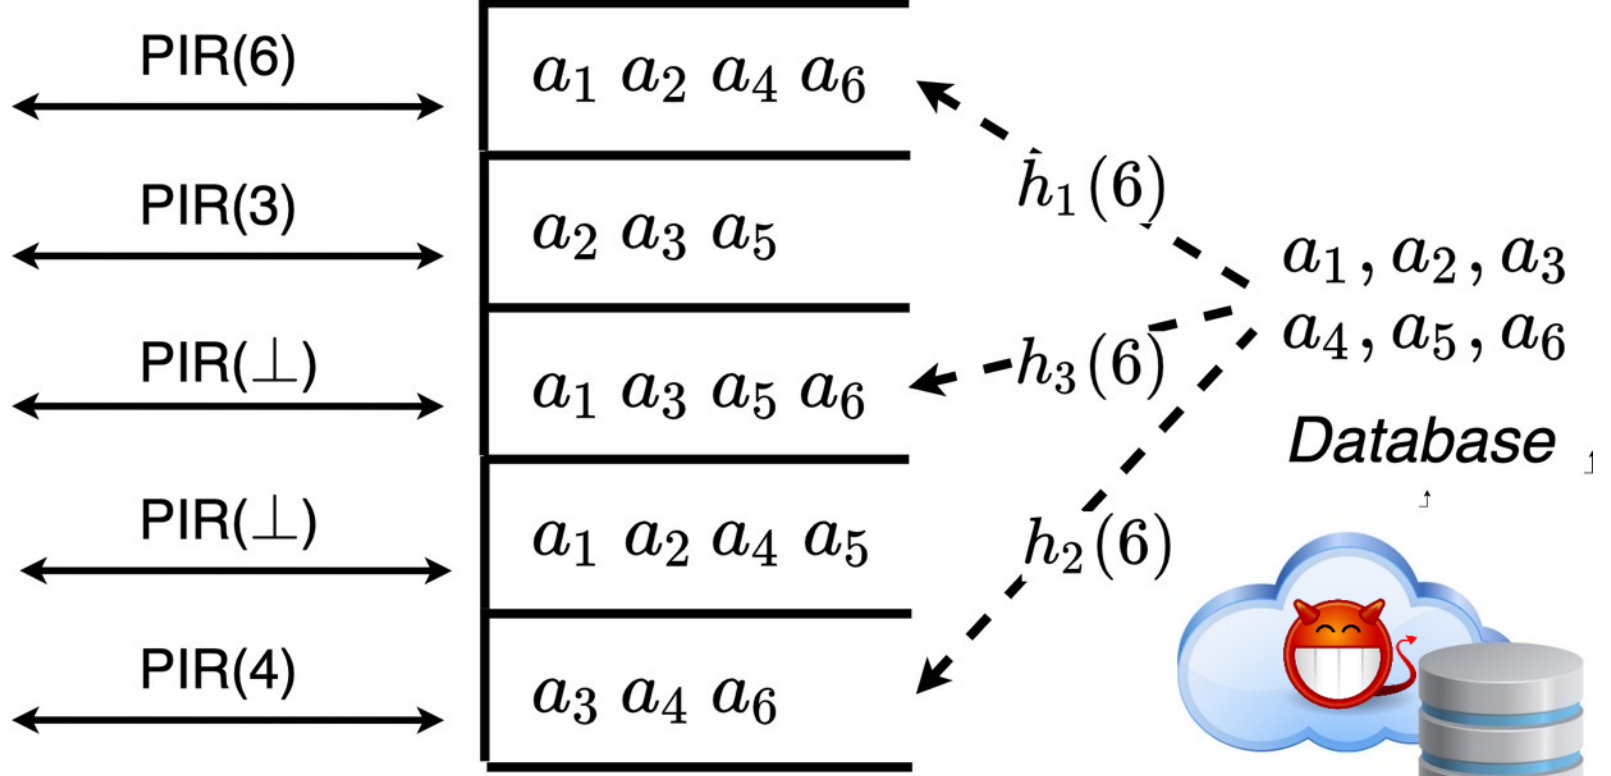 PIR(6)
a₁ a₂ a₄ a₆
h₁(6)
PIR(3)
a₂ a₃ a₅
a₁, a₂, a₃
a₄, a₅, a₆
PIR(⊥)
a₁ a₃ a₅ a₆
h₃(6)
Database
PIR(⊥)
a₁ a₂ a₄ a₅
h₂(6)
PIR(4)
a₃ a₄ a₆